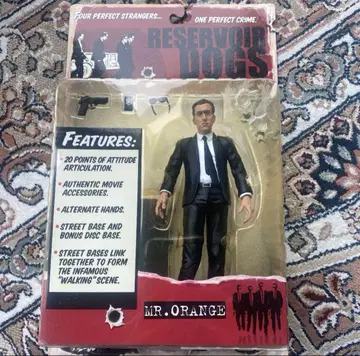 FOUR PERFECT STRANGERS... ONE PERFECT CRIME.
RESERVOIR
DOGS
FEATURES:
• 20 POINTS OF ATTITUDE
ARTICULATION.
• AUTHENTIC MOVIE
ACCESSORIES.
• ALTERNATE HANDS.
• STREET BASE AND
BONUS DISC BASE.
• STREET BASES LINK
TOGETHER TO FORM
THE INFAMOUS
"WALKING" SCENE.
MR. ORANGE